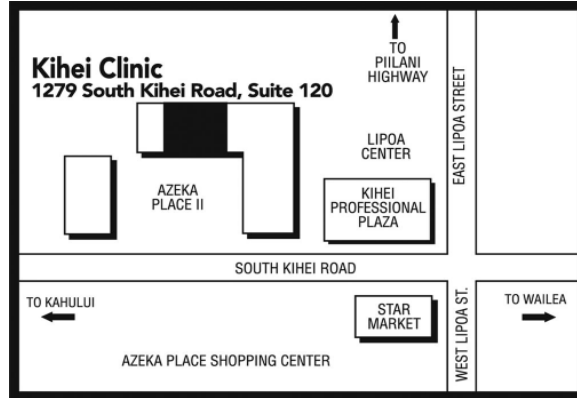 Kihei Clinic
1279 South Kihei Road, Suite 120
TO
PIILANI
HIGHWAY
EAST LIPOA STREET
LIPOA
CENTER
AZEKA
PLACE II
KIHEI
PROFESSIONAL
PLAZA
SOUTH KIHEI ROAD
TO KAHULUI
STAR
MARKET
WEST LIPOA ST.
TO WAILEA
AZEKA PLACE SHOPPING CENTER